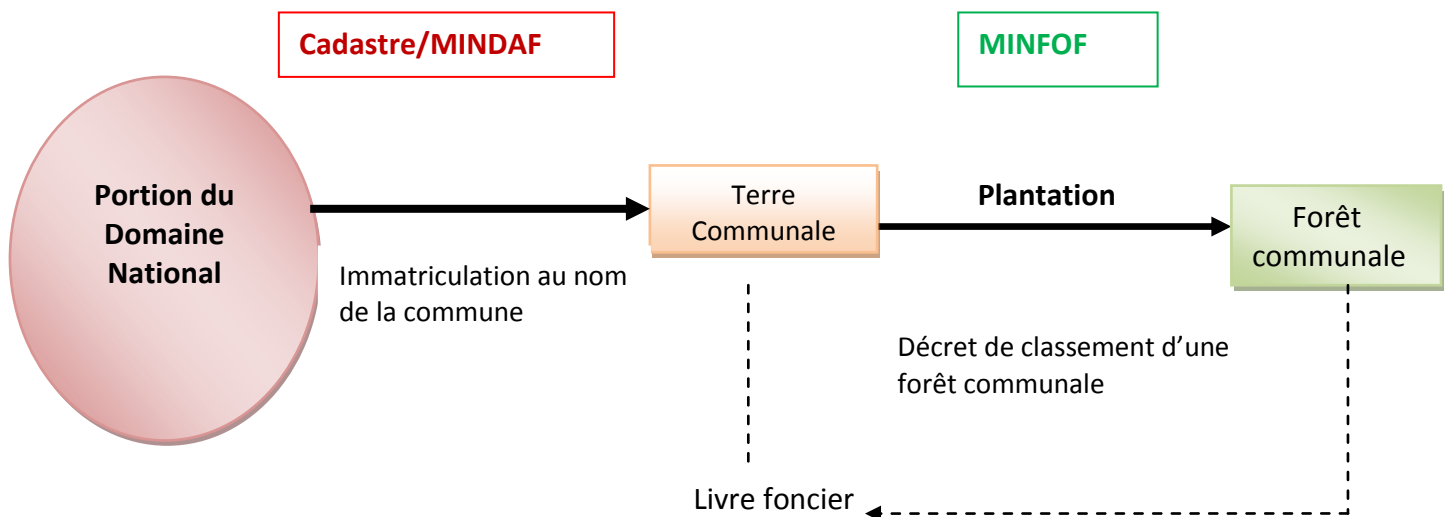 Cadastre/MINDAF
MINFOF
Portion du
Domaine
National
Immatriculation au nom
de la commune
Terre
Communale
Plantation
Décret de classement d’une
forêt communale
Forêt
communale
Livre foncier